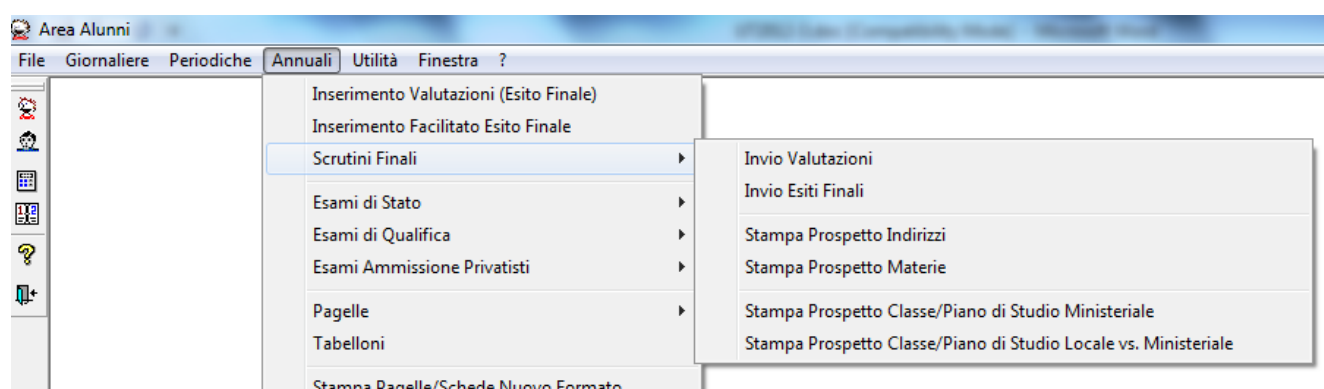 Area Alunni
File Giornaliere Periodiche Annuali Utilità Finestra ?
Inserimento Valutazioni (Esito Finale)
Inserimento Facilitato Esito Finale
Scrutini Finali
Esami di Stato
Esami di Qualifica
Esami Ammissione Privatisti
Pagelle
Tabelloni
Stampa Pagelle/Schede Nuovo Formato
Invio Valutazioni
Invio Esiti Finali
Stampa Prospetto Indirizzi
Stampa Prospetto Materie
Stampa Prospetto Classe/Piano di Studio Ministeriale
Stampa Prospetto Classe/Piano di Studio Locale vs. Ministeriale